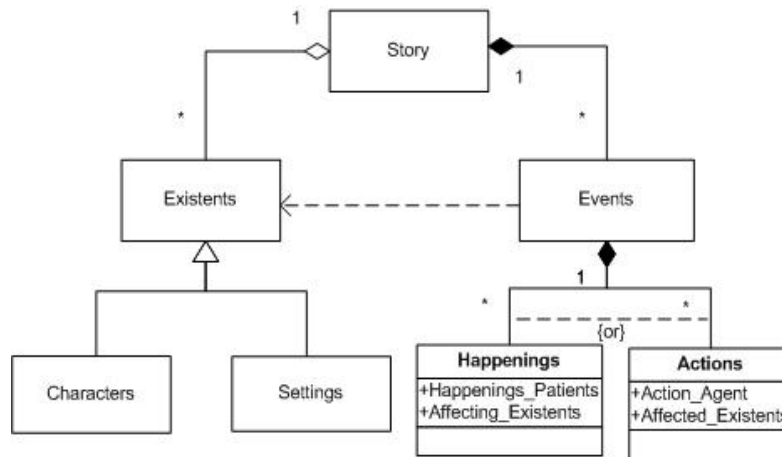 1
Story
1
*
*
Existents
Events
1
*
*
{or}
Characters
Settings
Happenings
+Happenings_Patients
+Affecting_Existents
Actions
+Action_Agent
+Affected_Existents